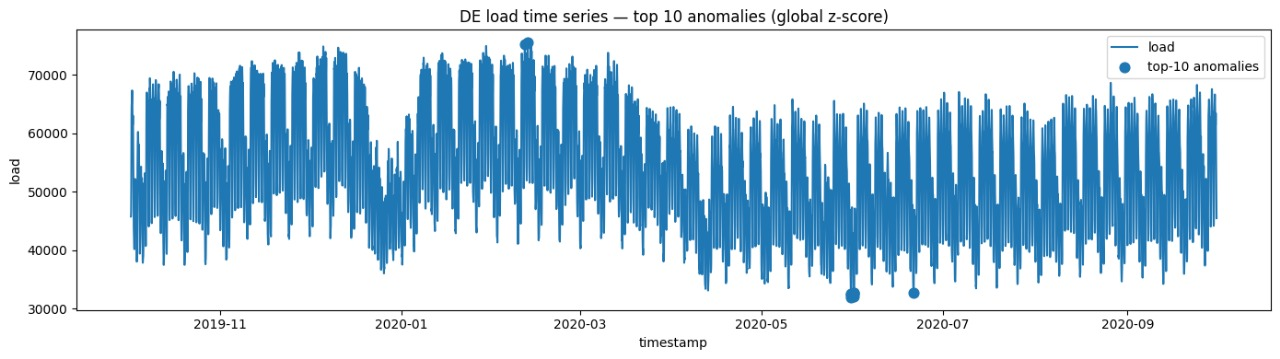 DE load time series — top 10 anomalies (global z-score)
load
top-10 anomalies
70000
60000
50000
40000
30000
load
2019-11
2020-01
2020-03
2020-05
2020-07
2020-09
timestamp